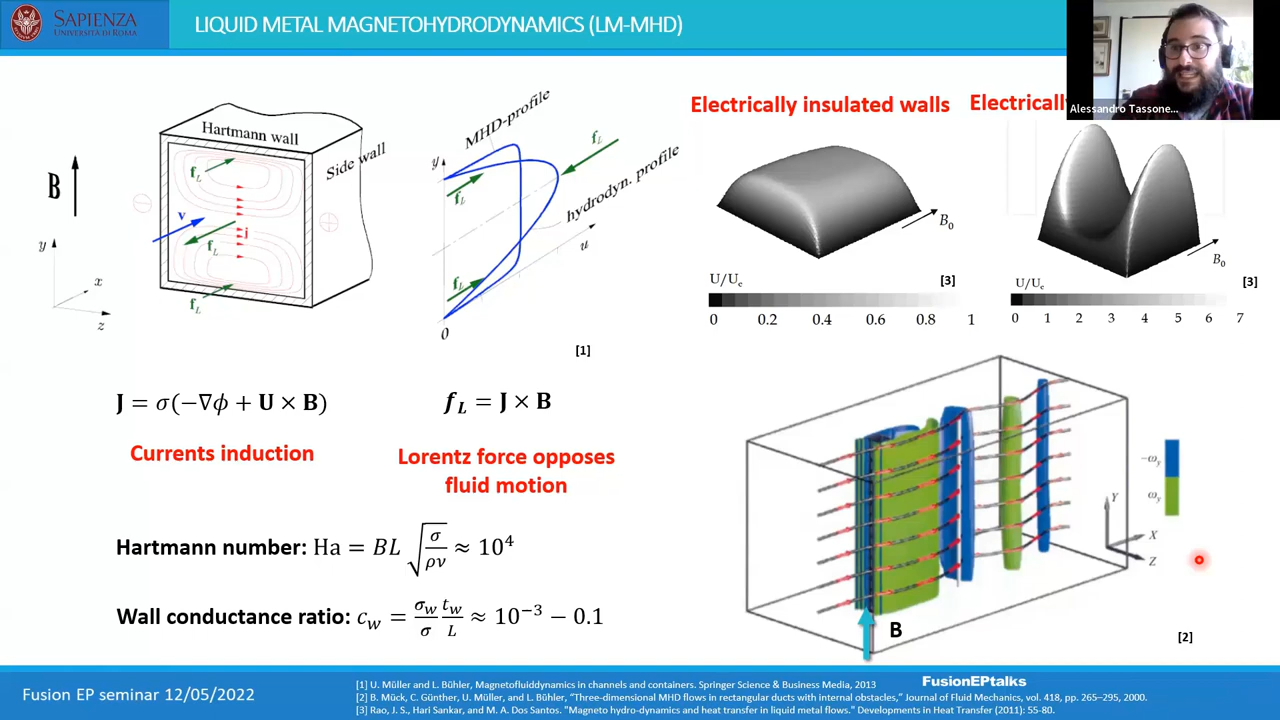 SAPIENZA
UNIVERSITÀ DI ROMA
LIQUID METAL MAGNETOHYDRODYNAMICS (LM-MHD)
Alessandro Tassone...
Electrically insulated walls
Electrically
Hartmann wall
Side wall
B
f_L
v
j
f_L
f_L
y
x
z
MHD-profile
hydrodyn. profile
y
f_L
f_L
f_L
u
0
[1]
B₀
[3]
U/U_c
0 0.2 0.4 0.6 0.8 1
B₀
[3]
U/U_c
0 1 2 3 4 5 6 7
J = σ(−∇ϕ + U × B)
f_L = J × B
Currents induction
Lorentz force opposes
fluid motion
Hartmann number: Ha = BL √(σ/ρν) ≈ 10⁴
Wall conductance ratio: c_w = σ_w/σ t_w/L ≈ 10⁻³ − 0.1
−ω_y
ω_y
Y
X
Z
B
[2]
Fusion EP seminar 12/05/2022
FusionEPtalks
[1] U. Müller and L. Bühler, Magnetofluiddynamics in channels and containers. Springer Science & Business Media, 2013
[2] B. Mück, C. Günther, U. Müller, and L. Bühler, “Three-dimensional MHD flows in rectangular ducts with internal obstacles,” Journal of Fluid Mechanics, vol. 418, pp. 265–295, 2000.
[3] Rao, J. S., Hari Sankar, and M. A. Dos Santos. "Magneto hydro-dynamics and heat transfer in liquid metal flows." Developments in Heat Transfer (2011): 55-80.